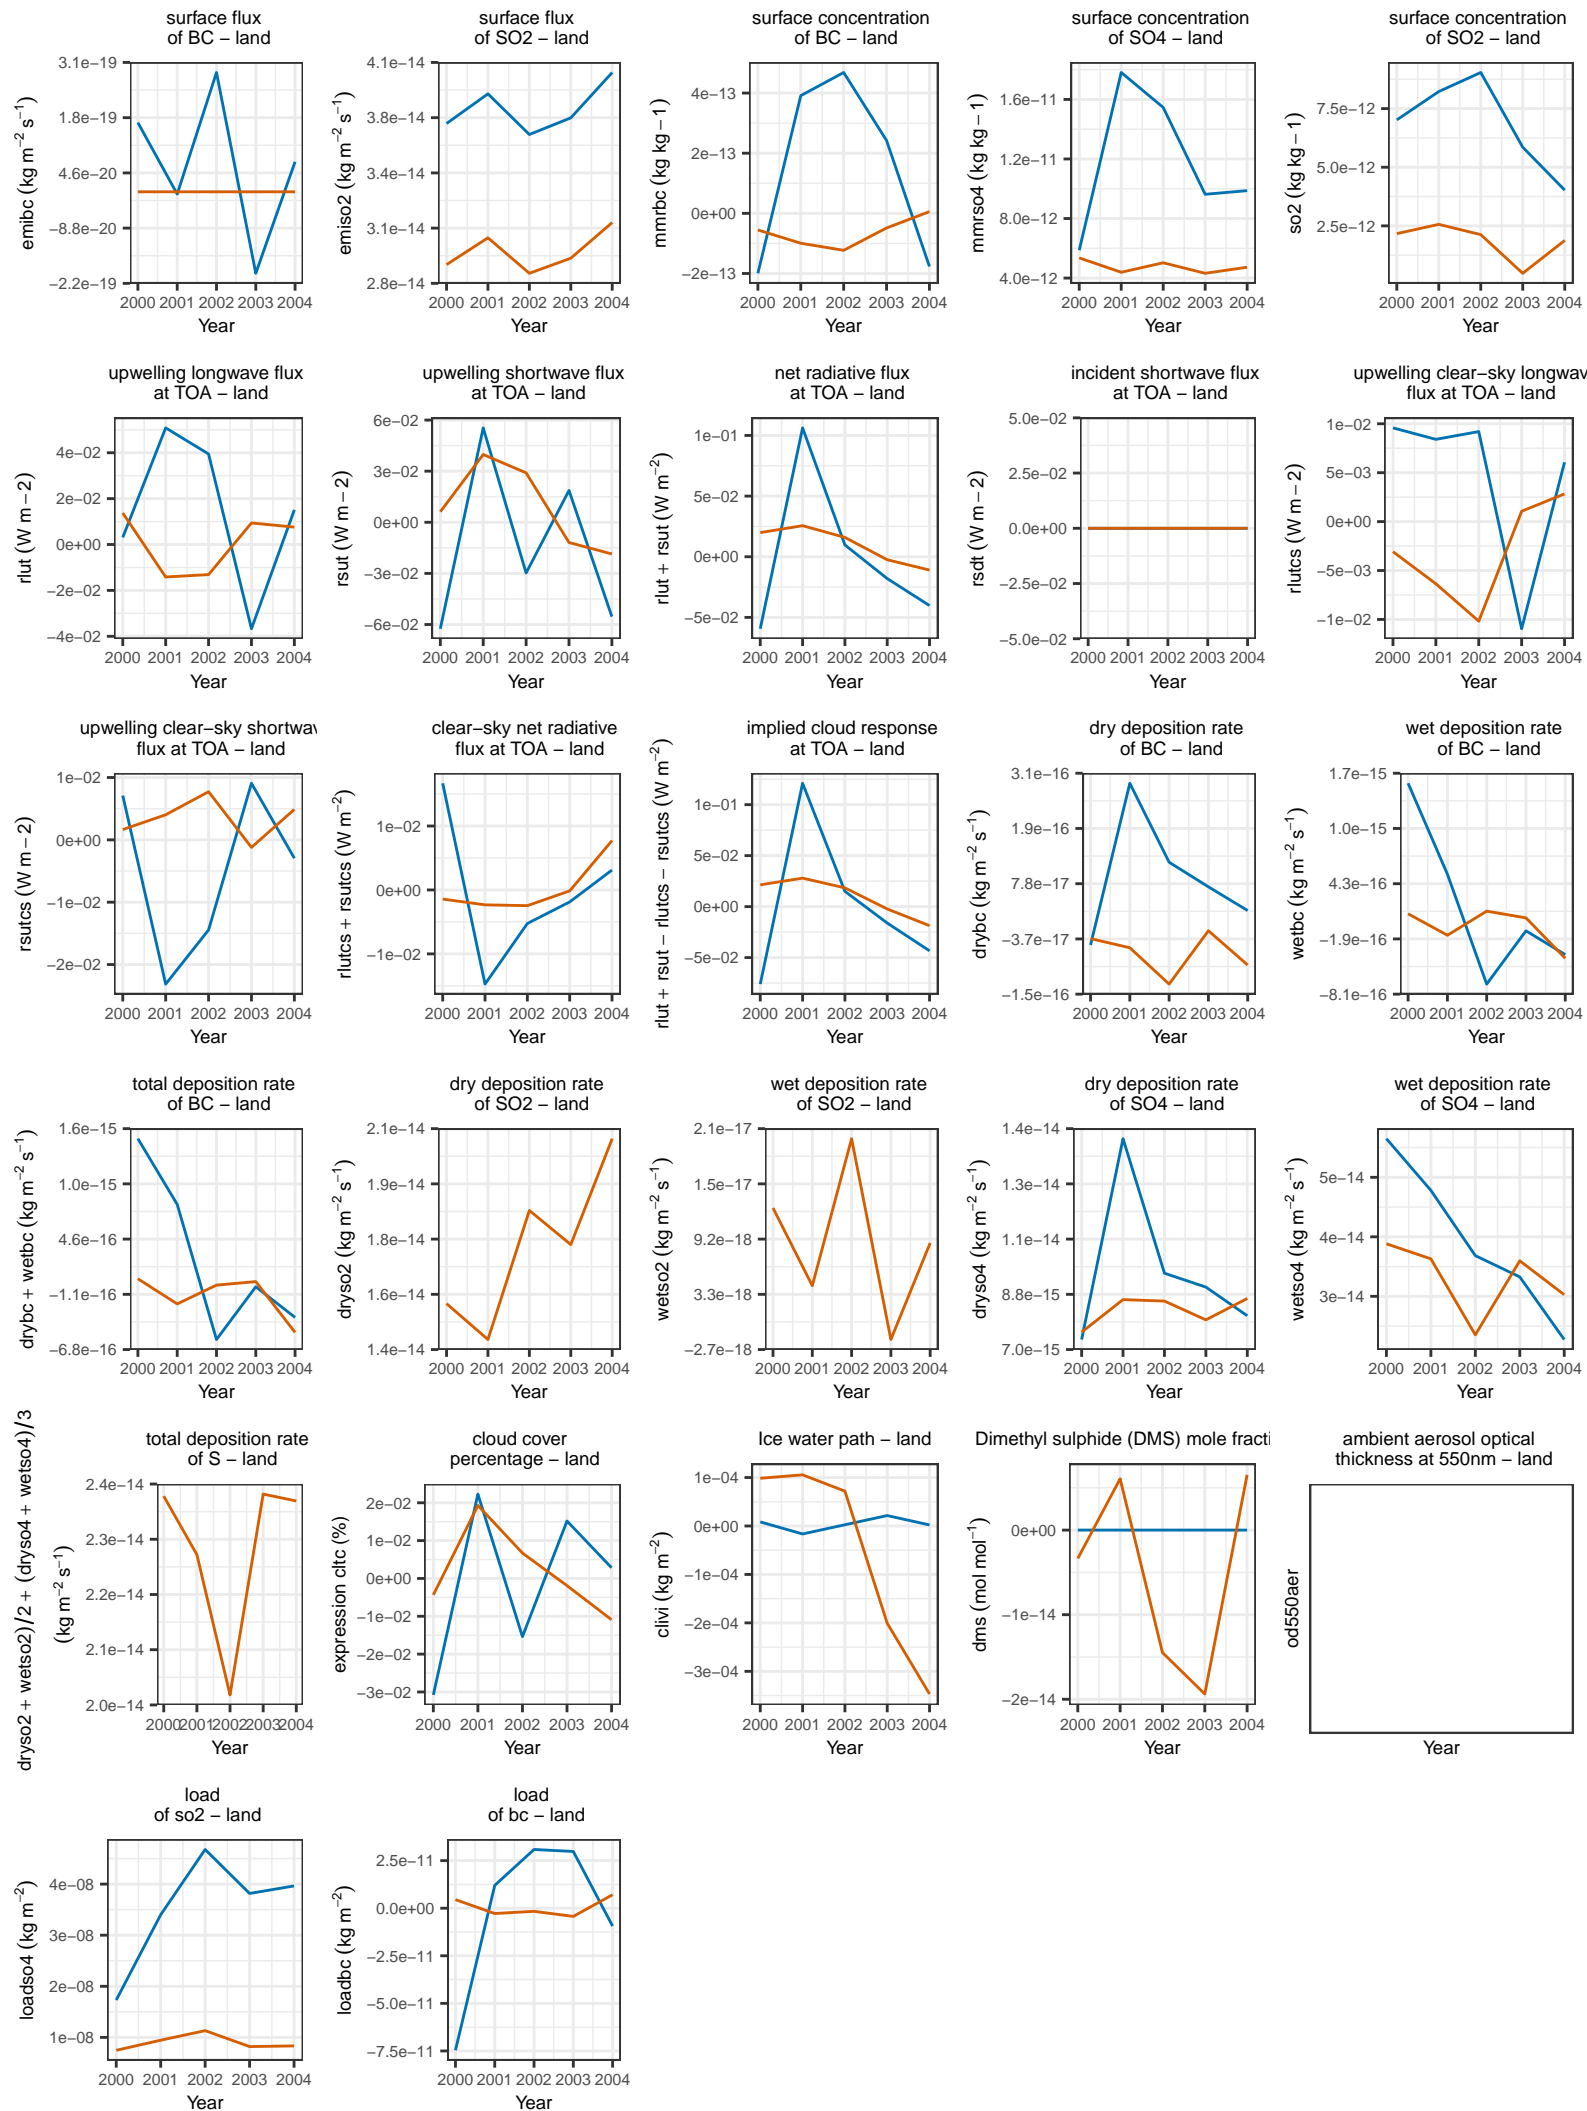 surface flux
of BC − land
emibc (kg m−2 s−1)
3.1e−19
1.8e−19
4.6e−20
−8.8e−20
−2.2e−19
2000 2001 2002 2003 2004
Year
surface flux
of SO2 − land
emiso2 (kg m−2 s−1)
4.1e−14
3.8e−14
3.4e−14
3.1e−14
2.8e−14
2000 2001 2002 2003 2004
Year
surface concentration
of BC − land
mmrbc (kg kg − 1)
4e−13
2e−13
0e+00
−2e−13
2000 2001 2002 2003 2004
Year
surface concentration
of SO4 − land
mmrso4 (kg kg − 1)
1.6e−11
1.2e−11
8.0e−12
4.0e−12
2000 2001 2002 2003 2004
Year
surface concentration
of SO2 − land
so2 (kg kg − 1)
7.5e−12
5.0e−12
2.5e−12
2000 2001 2002 2003 2004
Year
upwelling longwave flux
at TOA − land
rlut (W m − 2)
4e−02
2e−02
0e+00
−2e−02
−4e−02
2000 2001 2002 2003 2004
Year
upwelling shortwave flux
at TOA − land
rsut (W m − 2)
6e−02
3e−02
0e+00
−3e−02
−6e−02
2000 2001 2002 2003 2004
Year
net radiative flux
at TOA − land
rlut + rsut (W m−2)
1e−01
5e−02
0e+00
−5e−02
2000 2001 2002 2003 2004
Year
incident shortwave flux
at TOA − land
rsdt (W m − 2)
5.0e−02
2.5e−02
0.0e+00
−2.5e−02
−5.0e−02
2000 2001 2002 2003 2004
Year
upwelling clear−sky longwav
flux at TOA − land
rlutcs (W m − 2)
1e−02
5e−03
0e+00
−5e−03
−1e−02
2000 2001 2002 2003 2004
Year
upwelling clear−sky shortwav
flux at TOA − land
rsutcs (W m − 2)
1e−02
0e+00
−1e−02
−2e−02
2000 2001 2002 2003 2004
Year
clear−sky net radiative
flux at TOA − land
rlutcs + rsutcs (W m−2)
1e−02
0e+00
−1e−02
2000 2001 2002 2003 2004
Year
implied cloud response
at TOA − land
rlut + rsut − rlutcs − rsutcs (W m−2)
1e−01
5e−02
0e+00
−5e−02
2000 2001 2002 2003 2004
Year
dry deposition rate
of BC − land
drybc (kg m−2 s−1)
3.1e−16
1.9e−16
7.8e−17
−3.7e−17
−1.5e−16
2000 2001 2002 2003 2004
Year
wet deposition rate
of BC − land
wetbc (kg m−2 s−1)
1.7e−15
1.0e−15
4.3e−16
−1.9e−16
−8.1e−16
2000 2001 2002 2003 2004
Year
total deposition rate
of BC − land
drybc + wetbc (kg m−2 s−1)
1.6e−15
1.0e−15
4.6e−16
−1.1e−16
−6.8e−16
2000 2001 2002 2003 2004
Year
dry deposition rate
of SO2 − land
dryso2 (kg m−2 s−1)
2.1e−14
1.9e−14
1.8e−14
1.6e−14
1.4e−14
2000 2001 2002 2003 2004
Year
wet deposition rate
of SO2 − land
wetso2 (kg m−2 s−1)
2.1e−17
1.5e−17
9.2e−18
3.3e−18
−2.7e−18
2000 2001 2002 2003 2004
Year
dry deposition rate
of SO4 − land
dryso4 (kg m−2 s−1)
1.4e−14
1.3e−14
1.1e−14
8.8e−15
7.0e−15
2000 2001 2002 2003 2004
Year
wet deposition rate
of SO4 − land
wetso4 (kg m−2 s−1)
5e−14
4e−14
3e−14
2000 2001 2002 2003 2004
Year
total deposition rate
of S − land
dryso2 + wetso2)/2 + (dryso4 + wetso4)/3
(kg m−2 s−1)
2.4e−14
2.3e−14
2.2e−14
2.1e−14
2.0e−14
2000 2001 2002 2003 2004
Year
cloud cover
percentage − land
expression cltc (%)
2e−02
1e−02
0e+00
−1e−02
−2e−02
−3e−02
2000 2001 2002 2003 2004
Year
Ice water path − land
clivi (kg m−2)
1e−04
0e+00
−1e−04
−2e−04
−3e−04
2000 2001 2002 2003 2004
Year
Dimethyl sulphide (DMS) mole fracti
dms (mol mol−1)
0e+00
−1e−14
−2e−14
2000 2001 2002 2003 2004
Year
ambient aerosol optical
thickness at 550nm − land
od550aer
Year
load
of so2 − land
loadso4 (kg m−2)
4e−08
3e−08
2e−08
1e−08
2000 2001 2002 2003 2004
Year
load
of bc − land
loadbc (kg m−2)
2.5e−11
0.0e+00
−2.5e−11
−5.0e−11
−7.5e−11
2000 2001 2002 2003 2004
Year